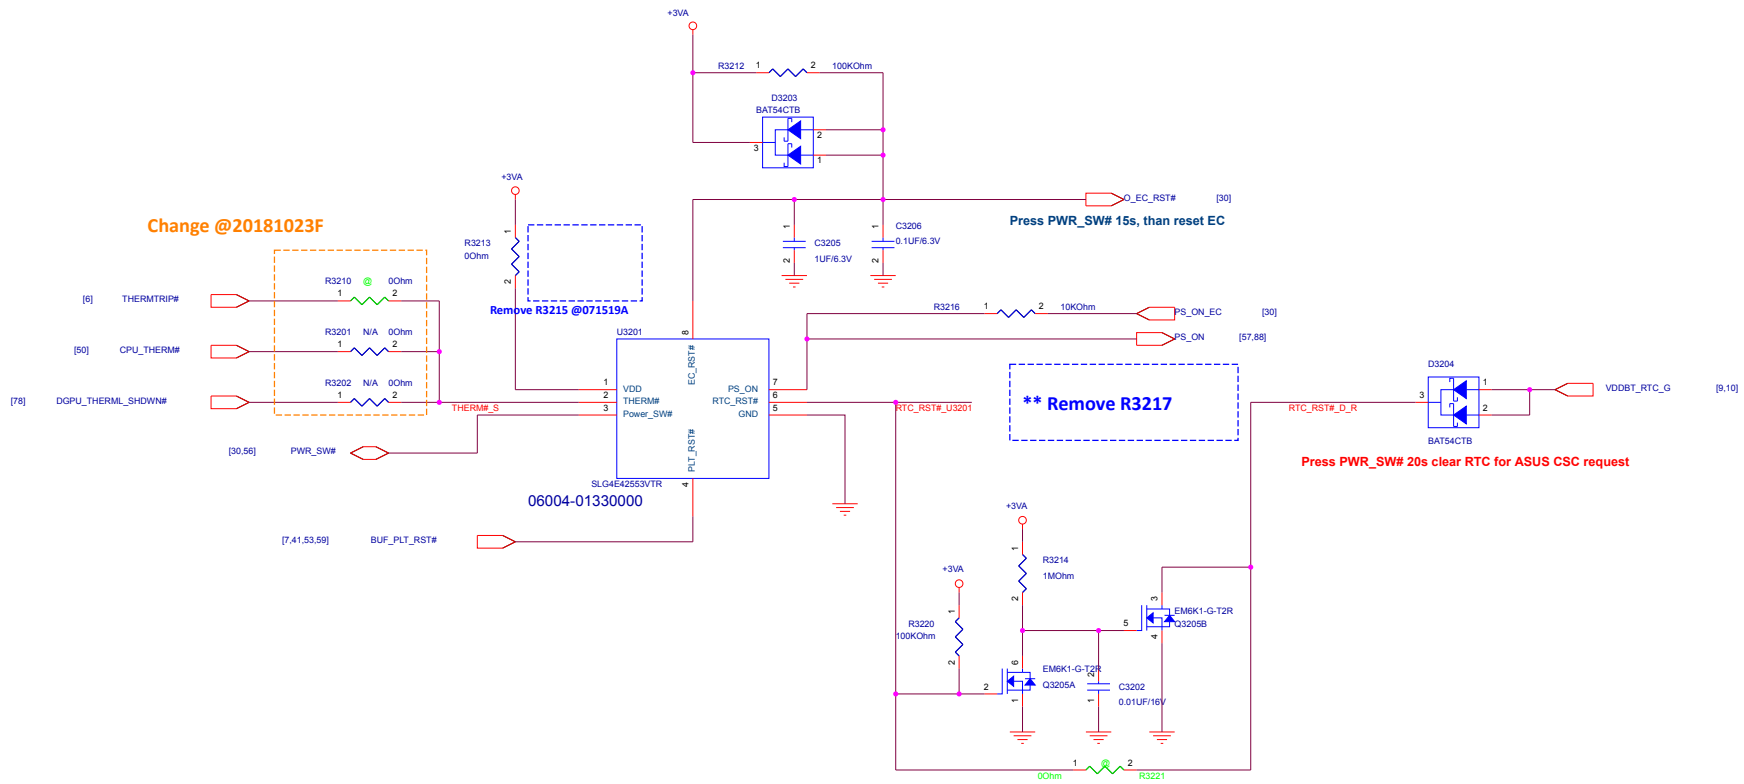 +3VA
R3212 1 2 100KOhm
D3203
BAT54CTB
2
3
1
+3VA
O_EC_RST# [30]
Change @20181023F
Press PWR_SW# 15s, than reset EC
1
R3213
0Ohm
2
1
C3205
1UF/6.3V
2
1
C3206
0.1UF/6.3V
2
R3210 @ 0Ohm
[6] THERMTRIP# 1 2
Remove R3215 @071519A
R3216 1 2 10KOhm
PS_ON_EC [30]
R3201 N/A 0Ohm
[50] CPU_THERM# 1 2
U3201
8
EC_RST#
PS_ON [57,88]
R3202 N/A 0Ohm
[78] DGPU_THERML_SHDWN# 1 2
THERM#_S
1 VDD
2 THERM#
3 Power_SW#
PS_ON 7
RTC_RST# 6
GND 5
PLT_RST#
4
RTC_RST#_U3201
** Remove R3217
RTC_RST#_D_R
D3204
3
1
2
BAT54CTB
VDDBT_RTC_G [9,10]
[30,56] PWR_SW#
Press PWR_SW# 20s clear RTC for ASUS CSC request
SLG4E42553VTR
06004-01330000
[7,41,53,59] BUF_PLT_RST#
+3VA
1
R3214
1MOhm
2
+3VA
1
R3220
100KOhm
2
3
EM6K1-G-T2R
Q3205B
5
4
6
EM6K1-G-T2R
Q3205A
2
1
2
C3202
0.01UF/16V
1
1 @ 2
0Ohm R3221